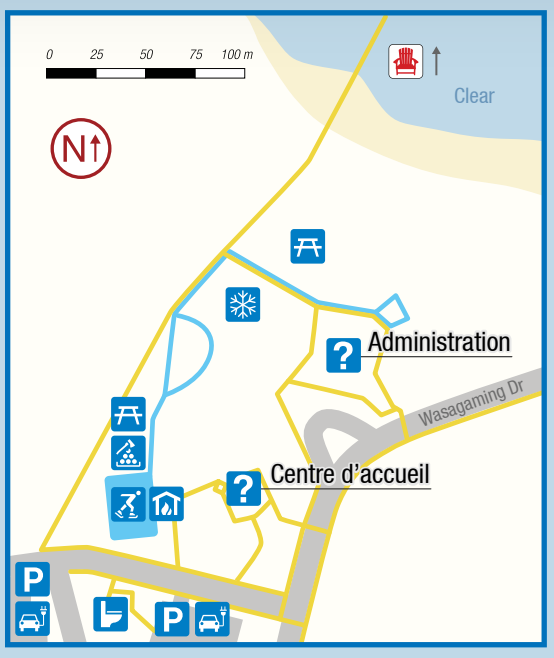 0 25 50 75 100 m
Clear
N
?
Administration
Wasagaming Dr
?
Centre d'accueil
P
P